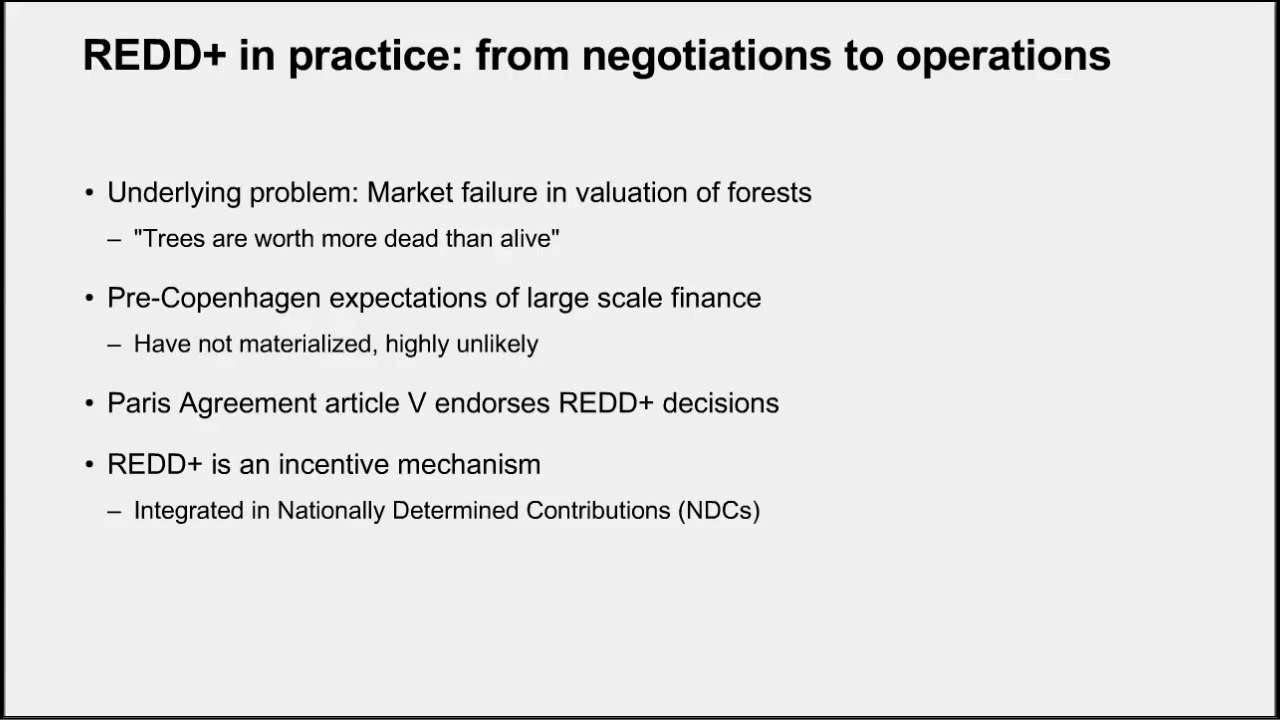 REDD+ in practice: from negotiations to operations
• Underlying problem: Market failure in valuation of forests
– "Trees are worth more dead than alive"
• Pre-Copenhagen expectations of large scale finance
– Have not materialized, highly unlikely
• Paris Agreement article V endorses REDD+ decisions
• REDD+ is an incentive mechanism
– Integrated in Nationally Determined Contributions (NDCs)